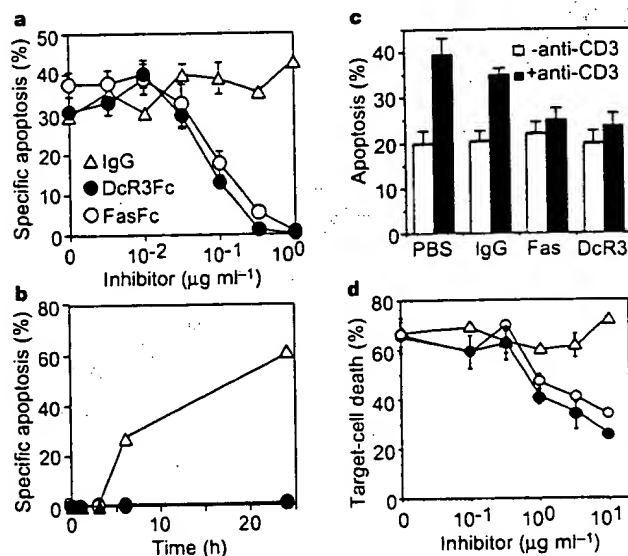 a
Specific apoptosis (%)
50
40
30
20
10
0
IgG
DcR3Fc
FasFc
0 10-2 10-1 100
Inhibitor (µg ml–1)
b
Specific apoptosis (%)
80
60
40
20
0
0 10 20
Time (h)
c
Apoptosis (%)
40
30
20
10
0
-anti-CD3
+anti-CD3
PBS IgG Fas DcR3
d
Target-cell death (%)
80
60
40
20
0
0 10-1 100 101
Inhibitor (µg ml–1)